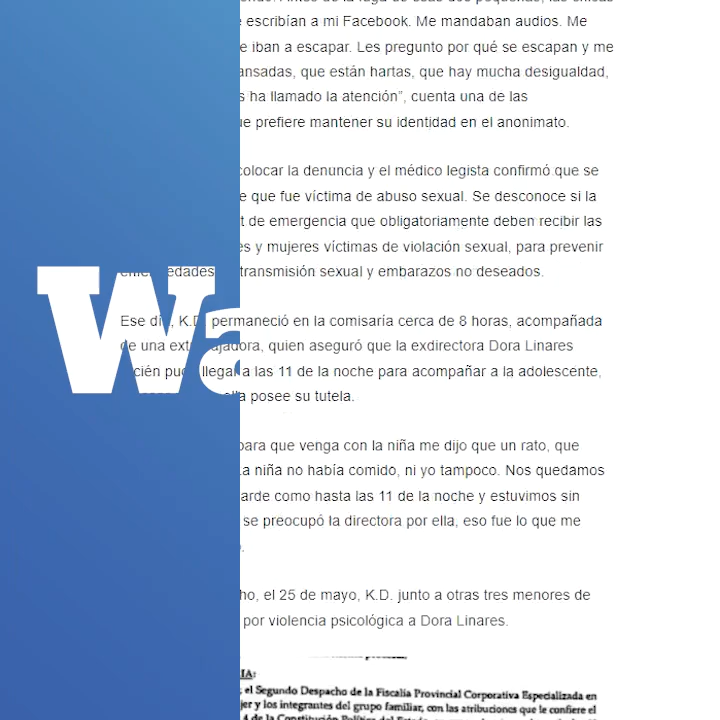 escribían a mi Facebook. Me mandaban audios. Me
e iban a escapar. Les pregunto por qué se escapan y me
ansadas, que están hartas, que hay mucha desigualdad,
s ha llamado la atención”, cuenta una de las
ue prefiere mantener su identidad en el anonimato.
colocar la denuncia y el médico legista confirmó que se
e que fue víctima de abuso sexual. Se desconoce si la
t de emergencia que obligatoriamente deben recibir las
es y mujeres víctimas de violación sexual, para prevenir
edades transmisión sexual y embarazos no deseados.
Wa
Ese día, K.D. permaneció en la comisaría cerca de 8 horas, acompañada
de una ext ajadora, quien aseguró que la exdirectora Dora Linares
cién pu llegar a las 11 de la noche para acompañar a la adolescente,
ella posee su tutela.
para que venga con la niña me dijo que un rato, que
La niña no había comido, ni yo tampoco. Nos quedamos
arde como hasta las 11 de la noche y estuvimos sin
se preocupó la directora por ella, eso fue lo que me
ho, el 25 de mayo, K.D. junto a otras tres menores de
por violencia psicológica a Dora Linares.
IA:
el Segundo Despacho de la Fiscalía Provincial Corporativa Especializada en
jer y los integrantes del grupo familiar, con las atribuciones que le confiere el
4 de la Constitución Política del Estado